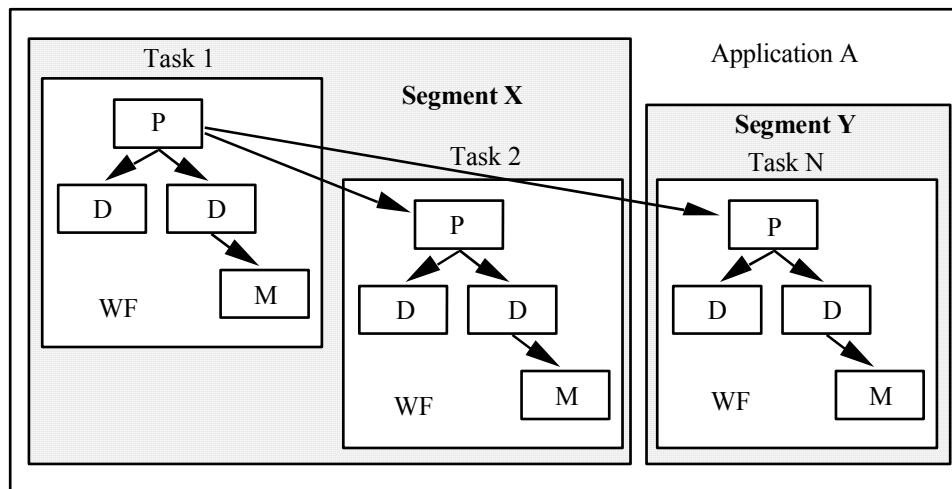 Application A
Segment X
Task 1
P
D
D
M
WF
Task 2
P
D
D
M
WF
Segment Y
Task N
P
D
D
M
WF